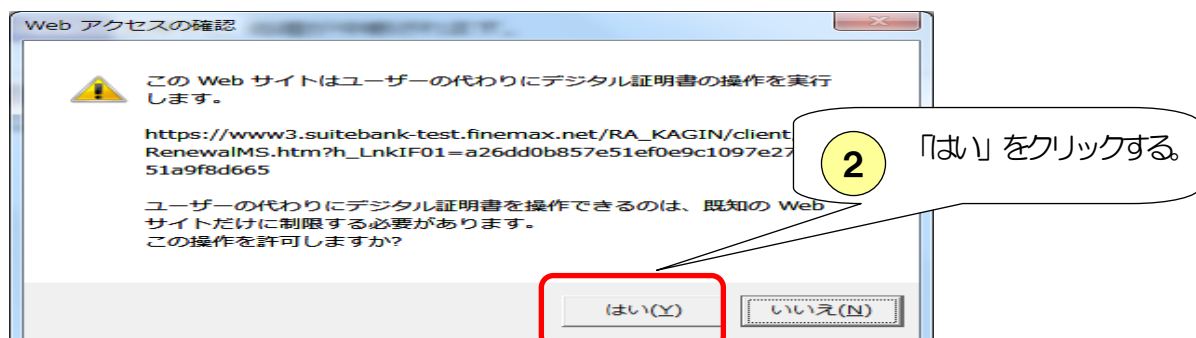 Web アクセスの確認
この Web サイトはユーザーの代わりにデジタル証明書の操作を実行
します。
https://www3.suitebank-test.finemax.net/RA_KAGIN/client
RenewalMS.htm?h_LnkIF01=a26dd0b857e51ef0e9c1097e27
51a9f8d665
2
「はい」をクリックする。
ユーザーの代わりにデジタル証明書を操作できるのは、既知の Web
サイトだけに制限する必要があります。
この操作を許可しますか?
はい(Y)
いいえ(N)